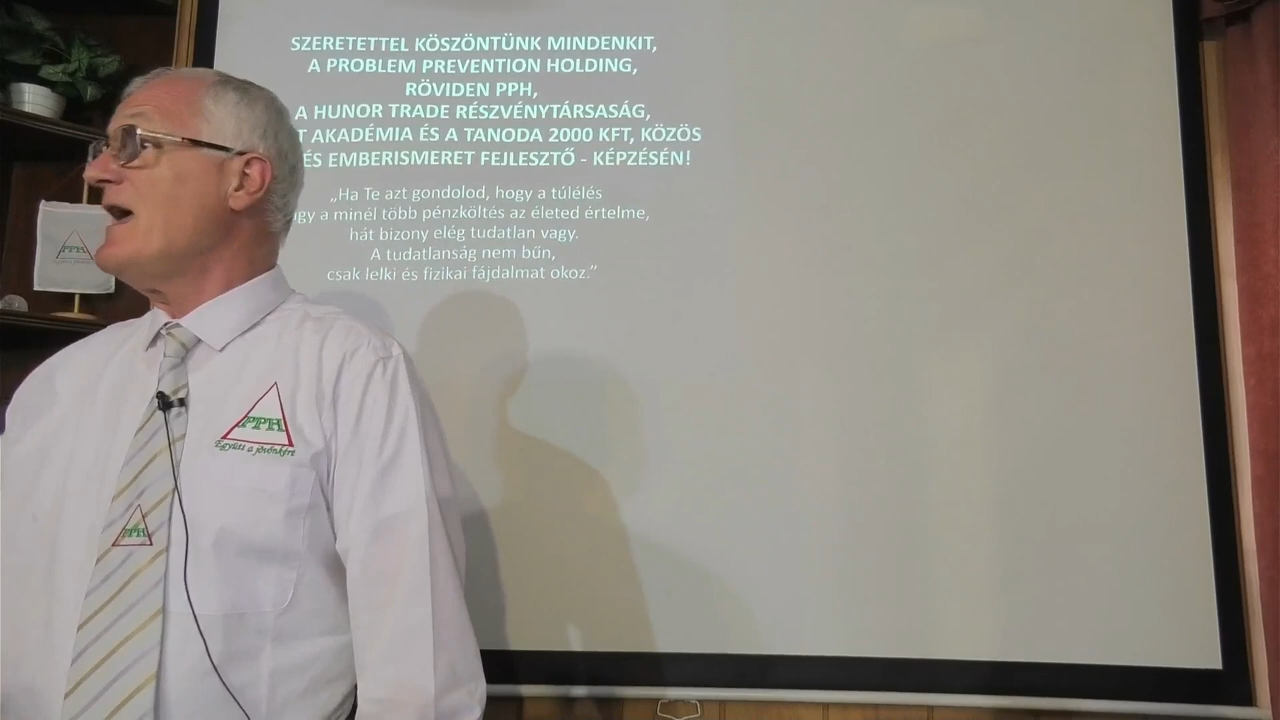 SZERETETTEL KÖSZÖNTÜNK MINDENKIT,
A PROBLEM PREVENTION HOLDING,
RÖVIDEN PPH,
A HUNOR TRADE RÉSZVÉNYTÁRSASÁG,
T AKADÉMIA ÉS A TANODA 2000 KFT, KÖZÖS
ÉS EMBERISMERET FEJLESZTŐ - KÉPZÉSÉN!
„Ha Te azt gondolod, hogy a túlélés
gy a minél több pénzköltés az életed értelme,
hát bizony elég tudatlan vagy.
A tudatlanság nem bűn,
csak lelki és fizikai fájdalmat okoz.”
PPH
PPH
Együtt a jövőnkért
PPH